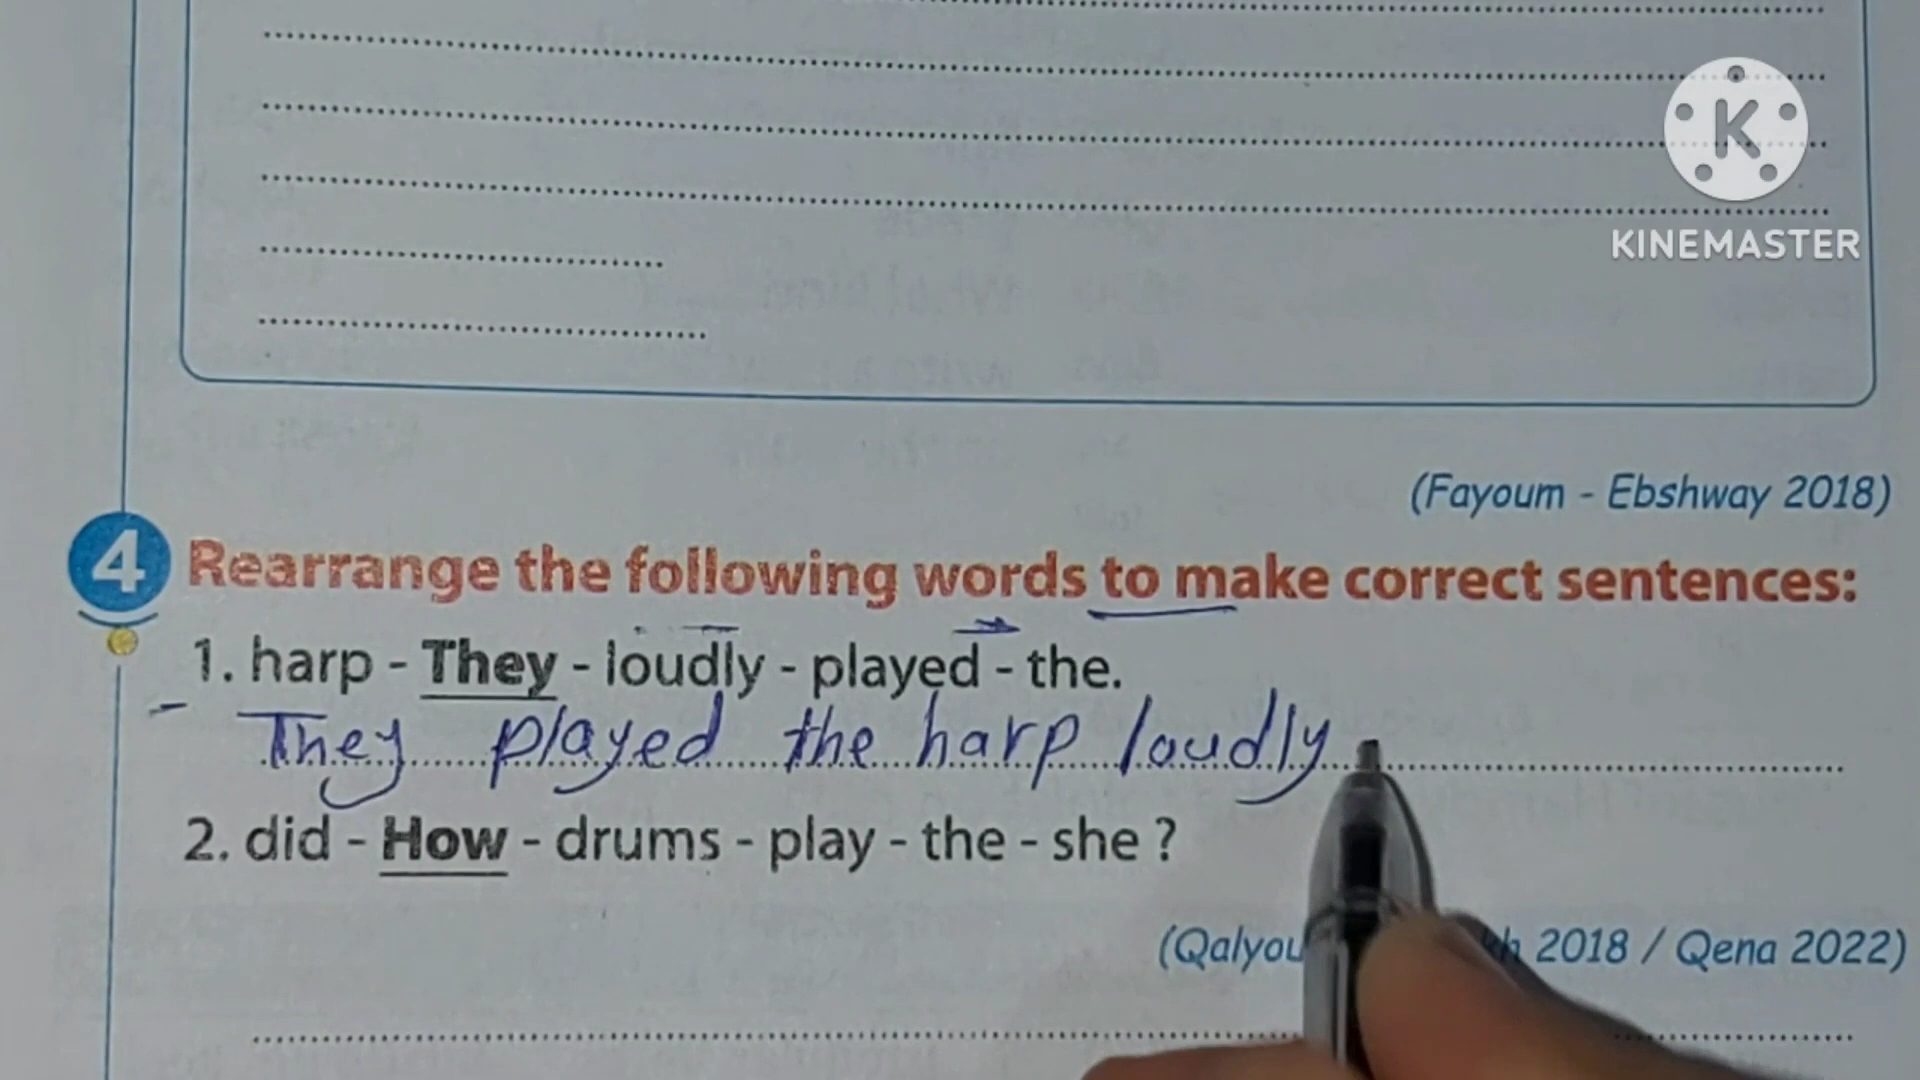 K
KINEMASTER
(Fayoum - Ebshway 2018)
4 Rearrange the following words to make correct sentences:
1. harp - They - loudly - played - the.
They played the harp loudly
2. did - How - drums - play - the - she ?
2018 / Qena 2022)